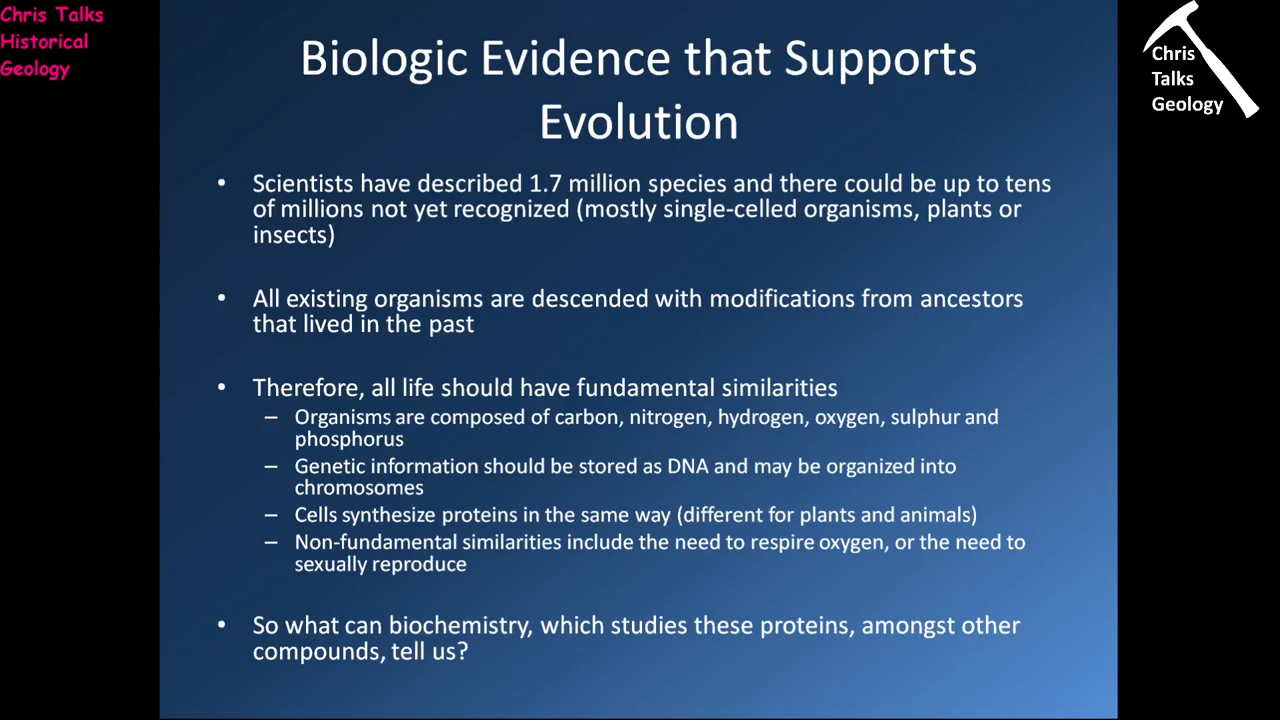 Chris Talks
Historical
Geology
Chris
Talks
Geology
Biologic Evidence that Supports
Evolution
• Scientists have described 1.7 million species and there could be up to tens
of millions not yet recognized (mostly single-celled organisms, plants or
insects)
• All existing organisms are descended with modifications from ancestors
that lived in the past
• Therefore, all life should have fundamental similarities
– Organisms are composed of carbon, nitrogen, hydrogen, oxygen, sulphur and
phosphorus
– Genetic information should be stored as DNA and may be organized into
chromosomes
– Cells synthesize proteins in the same way (different for plants and animals)
– Non-fundamental similarities include the need to respire oxygen, or the need to
sexually reproduce
• So what can biochemistry, which studies these proteins, amongst other
compounds, tell us?